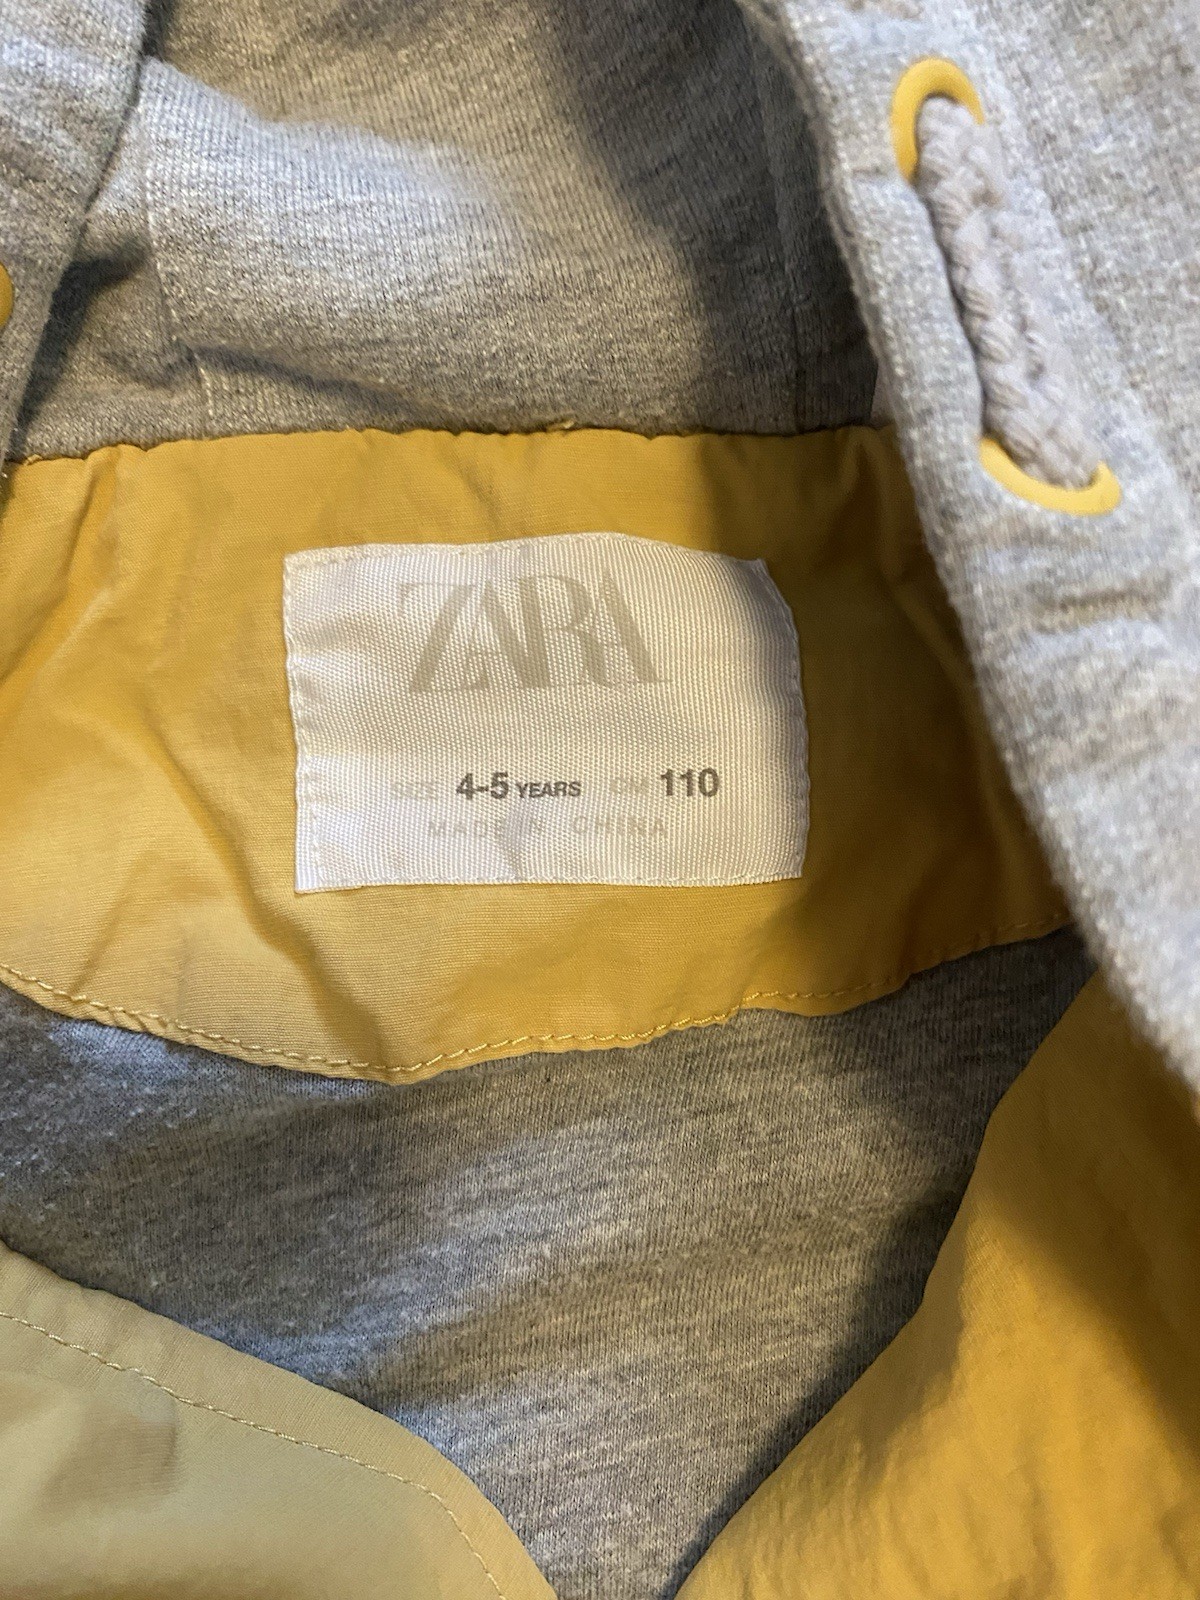 ZARA
SIZE 4-5 YEARS CM 110
MADE IN CHINA